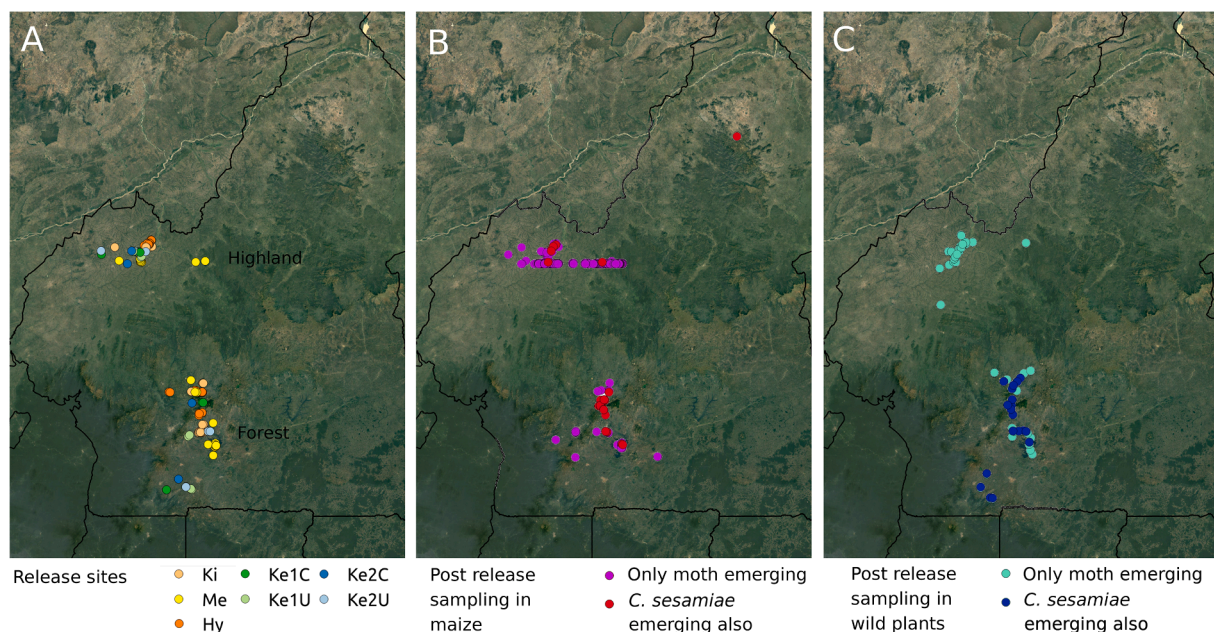 A
B
C
Highland
Forest
Release sites
Ki
Ke1C
Ke2C
Me
Ke1U
Ke2U
Hy
Post release
sampling in
maize
Only moth emerging
C. sesamiae
emerging also
Post release
sampling in
wild plants
Only moth emerging
C. sesamiae
emerging also